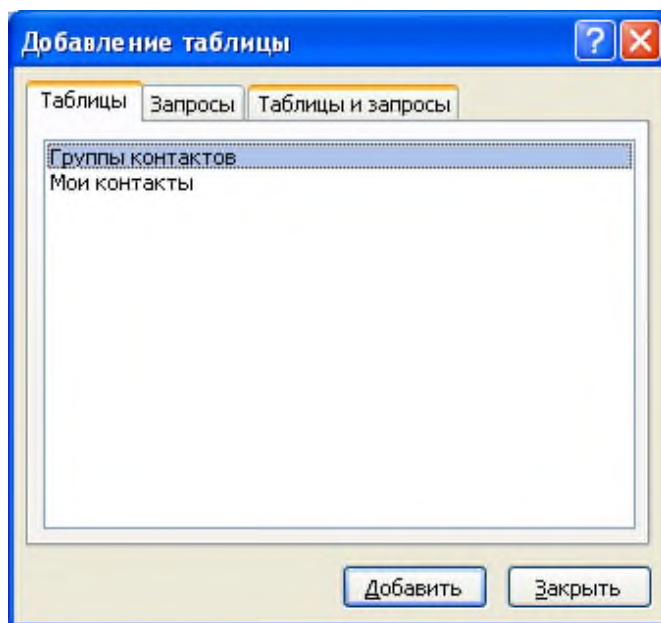 Добавление таблицы
Таблицы Запросы Таблицы и запросы
Группы контактов
Мои контакты
Добавить Закрыть